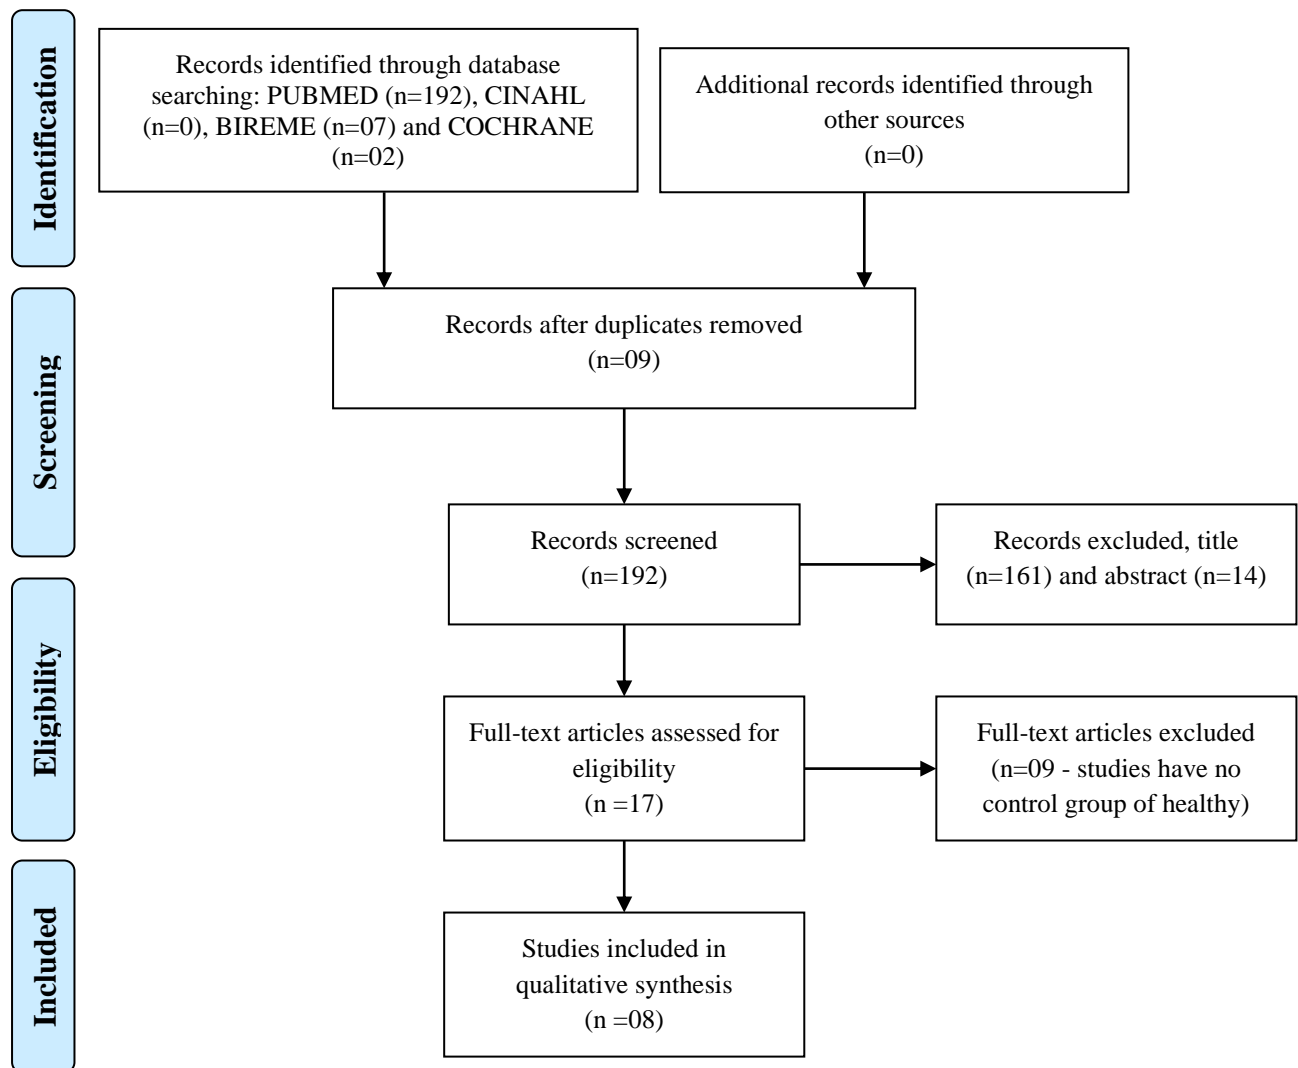 Identification
Records identified through database
searching: PUBMED (n=192), CINAHL
(n=0), BIREME (n=07) and COCHRANE
(n=02)
Additional records identified through
other sources
(n=0)
Screening
Records after duplicates removed
(n=09)
Records screened
(n=192)
Records excluded, title
(n=161) and abstract (n=14)
Eligibility
Full-text articles assessed for
eligibility
(n =17)
Full-text articles excluded
(n=09 - studies have no
control group of healthy)
Included
Studies included in
qualitative synthesis
(n =08)